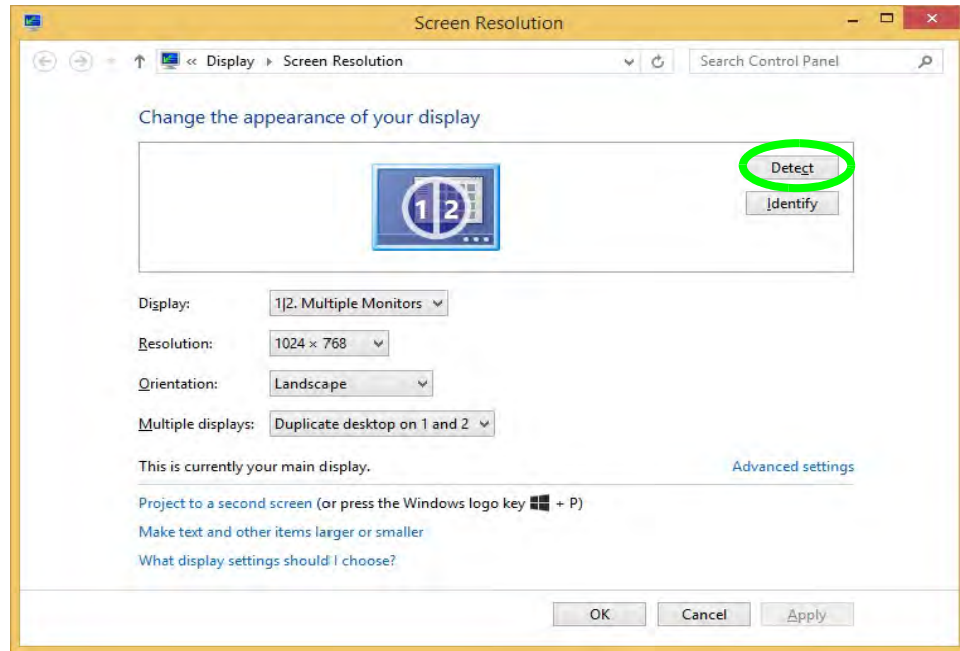 Screen Resolution
« Display ▸ Screen Resolution Search Control Panel
Change the appearance of your display
1 2
Detect
Identify
Display: 1|2. Multiple Monitors
Resolution: 1024 × 768
Orientation: Landscape
Multiple displays: Duplicate desktop on 1 and 2
This is currently your main display. Advanced settings
Project to a second screen (or press the Windows logo key + P)
Make text and other items larger or smaller
What display settings should I choose?
OK Cancel Apply